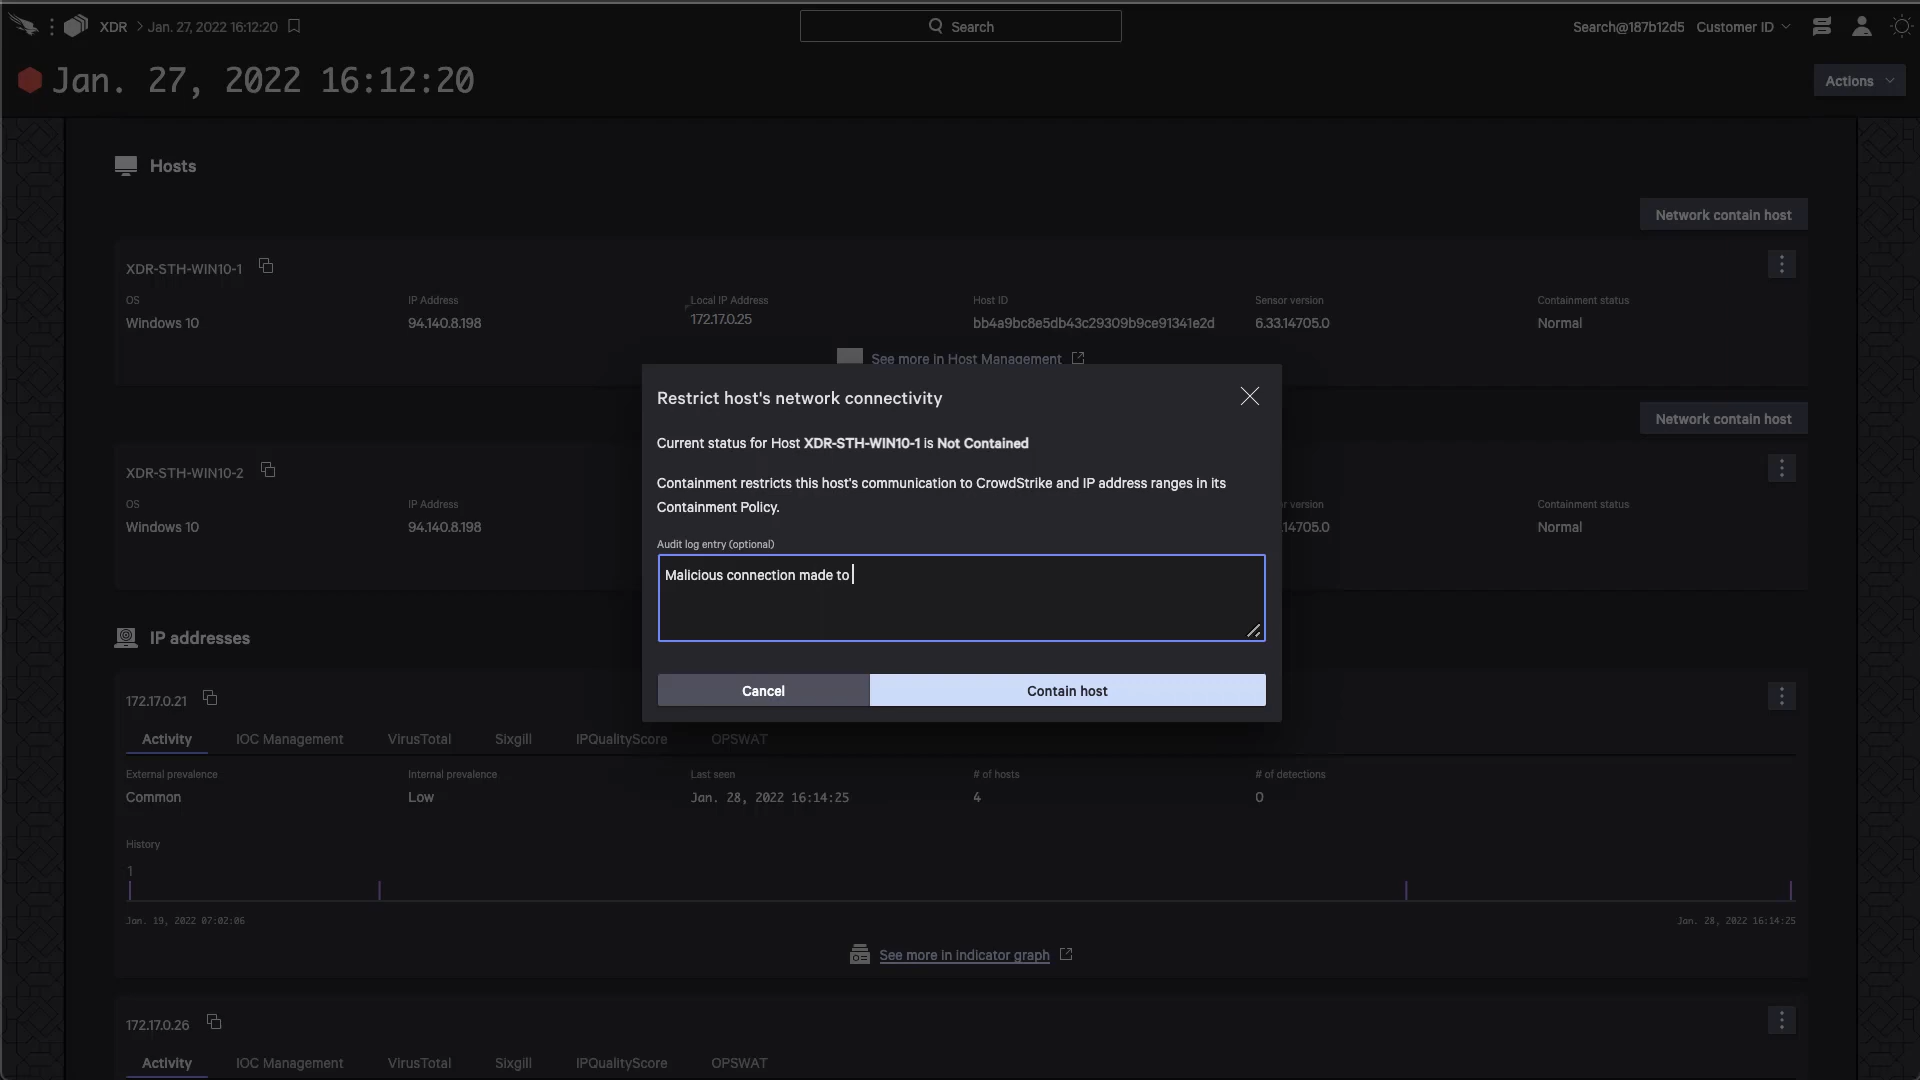 XDR > Jan. 27, 2022 16:12:20
Search
Search@187b12d5 Customer ID
Jan. 27, 2022 16:12:20
Actions
Hosts
Network contain host
XDR-STH-WIN10-1
OS IP Address Local IP Address Host ID Sensor version Containment status
Windows 10 94.140.8.198 172.17.0.25 bb4a9bc8e5db43c29309b9ce91341e2d 6.33.14705.0 Normal
See more in Host Management
Restrict host's network connectivity
Network contain host
Current status for Host XDR-STH-WIN10-1 is Not Contained
XDR-STH-WIN10-2
Containment restricts this host's communication to CrowdStrike and IP address ranges in its
Containment Policy.
OS IP Address r version Containment status
Windows 10 94.140.8.198 .14705.0 Normal
Audit log entry (optional)
Malicious connection made to
IP addresses
Cancel Contain host
172.17.0.21
Activity IOC Management VirusTotal Sixgill IPQualityScore OPSWAT
External prevalence Internal prevalence Last seen # of hosts # of detections
Common Low Jan. 28, 2022 16:14:25 4 0
History
1
Jan. 19, 2022 07:02:06 Jan. 28, 2022 16:14:25
See more in indicator graph
172.17.0.26
Activity IOC Management VirusTotal Sixgill IPQualityScore OPSWAT